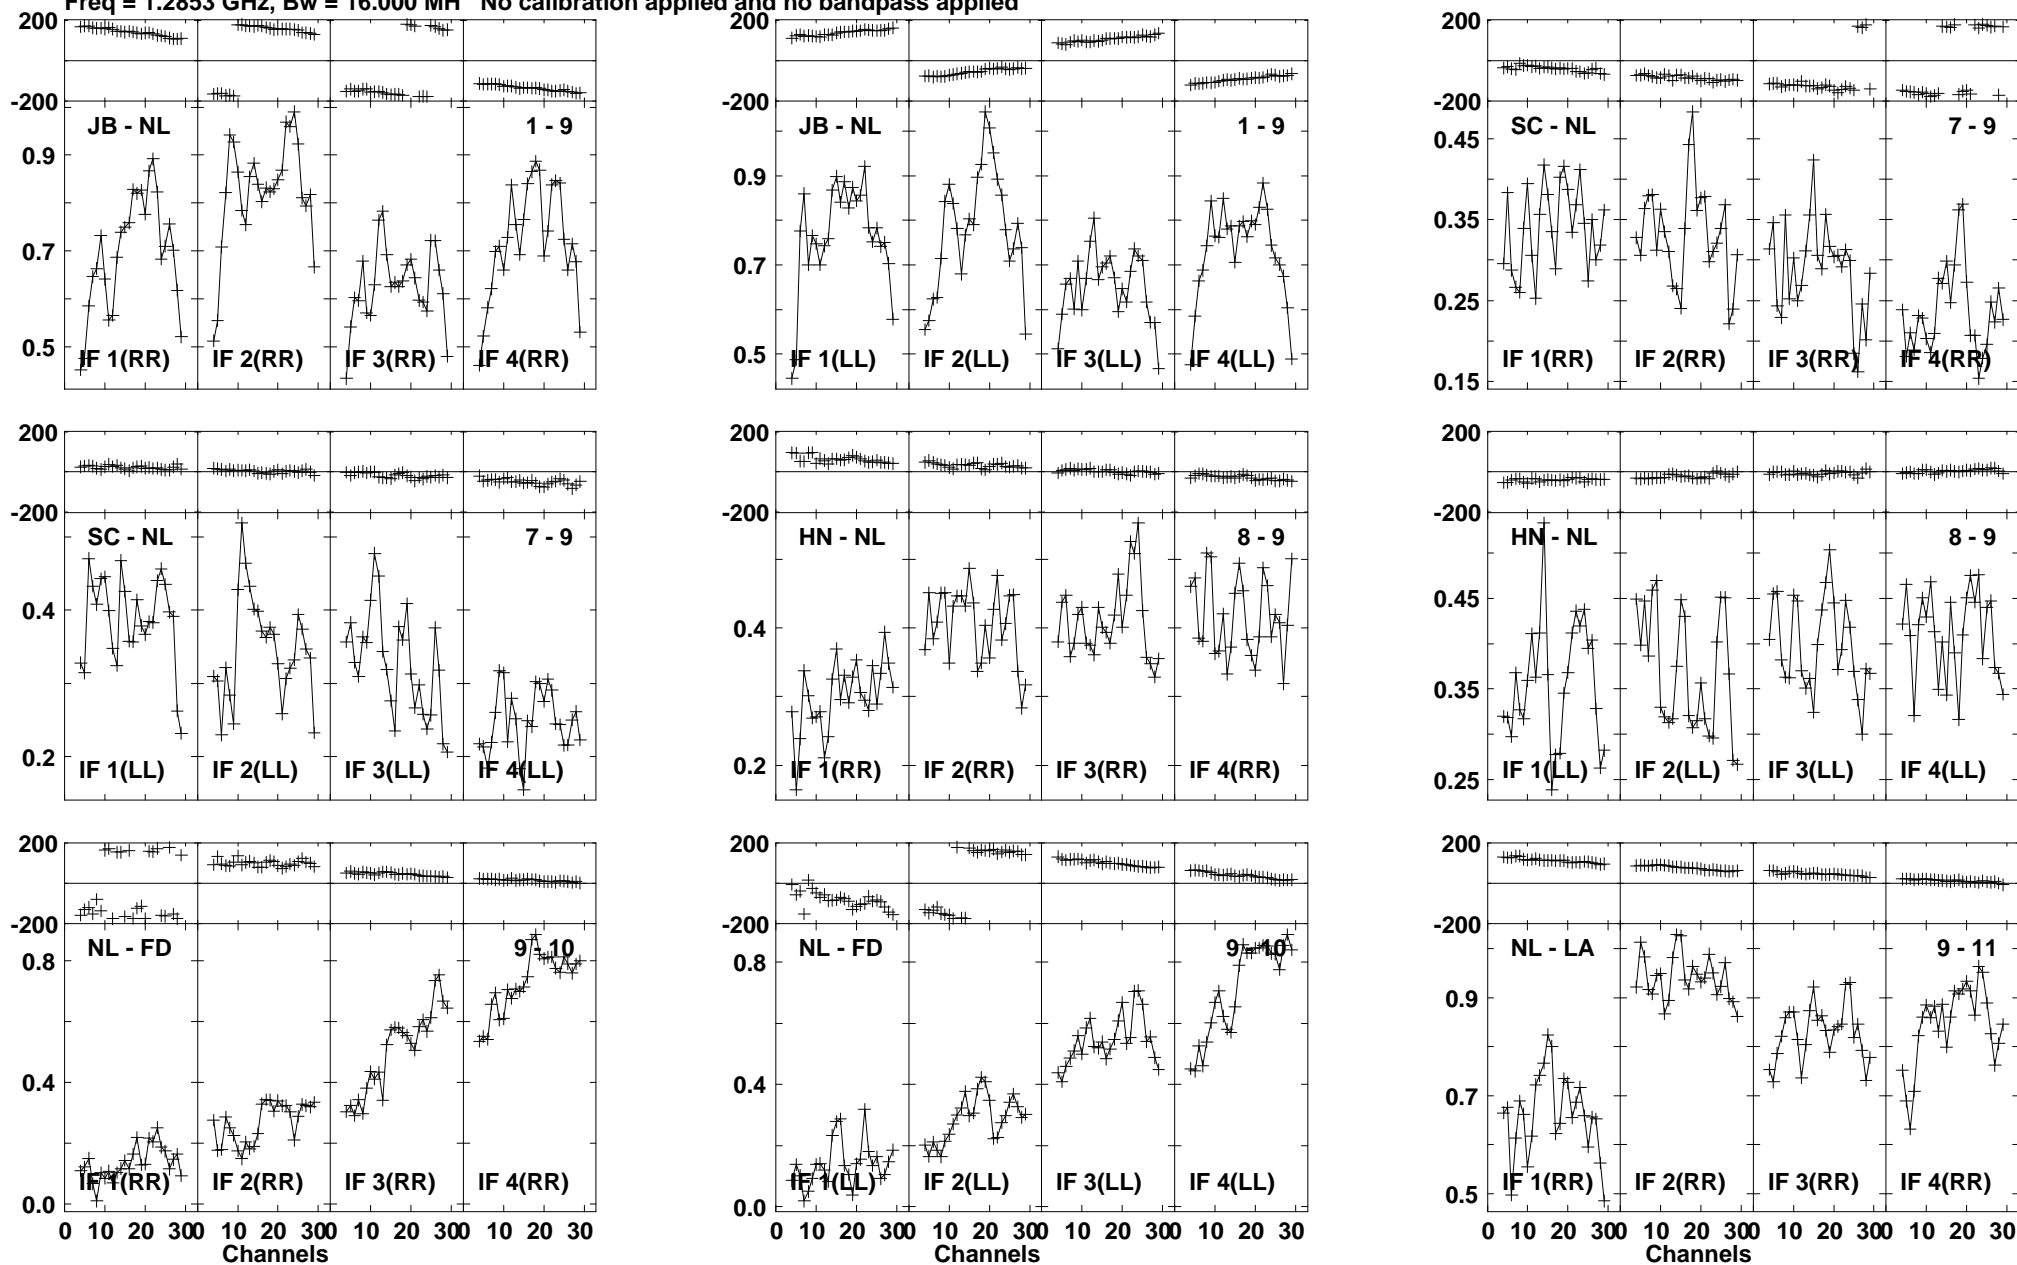 Freq = 1.2853 GHz, Bw = 16.000 MH No calibration applied and no bandpass applied
200 200 200
-200 -200 -200
JB - NL 1 - 9 JB - NL 1 - 9 SC - NL 7 - 9
0.9 0.9 0.45
0.7 0.7 0.35
0.5 0.5 0.25
0.15
IF 1(RR) IF 2(RR) IF 3(RR) IF 4(RR) IF 1(LL) IF 2(LL) IF 3(LL) IF 4(LL) IF 1(RR) IF 2(RR) IF 3(RR) IF 4(RR)
200 200 200
-200 -200 -200
SC - NL 7 - 9 HN - NL 8 - 9 HN - NL 8 - 9
0.4 0.4 0.45
0.35
0.2 0.2 0.25
IF 1(LL) IF 2(LL) IF 3(LL) IF 4(LL) IF 1(RR) IF 2(RR) IF 3(RR) IF 4(RR) IF 1(LL) IF 2(LL) IF 3(LL) IF 4(LL)
200 200 200
-200 -200 -200
NL - FD 9 - 10 NL - FD 9 - 10 NL - LA 9 - 11
0.8 0.8 0.9
0.4 0.4 0.7
0.0 0.0 0.5
IF 1(RR) IF 2(RR) IF 3(RR) IF 4(RR) IF 1(LL) IF 2(LL) IF 3(LL) IF 4(LL) IF 1(RR) IF 2(RR) IF 3(RR) IF 4(RR)
0 10 20 30 0 10 20 30 0 10 20 30 0 10 20 30 0 10 20 30 0 10 20 30 0 10 20 30 0 10 20 30 0 10 20 30 0 10 20 30 0 10 20 30 0 10 20 30
Channels Channels Channels